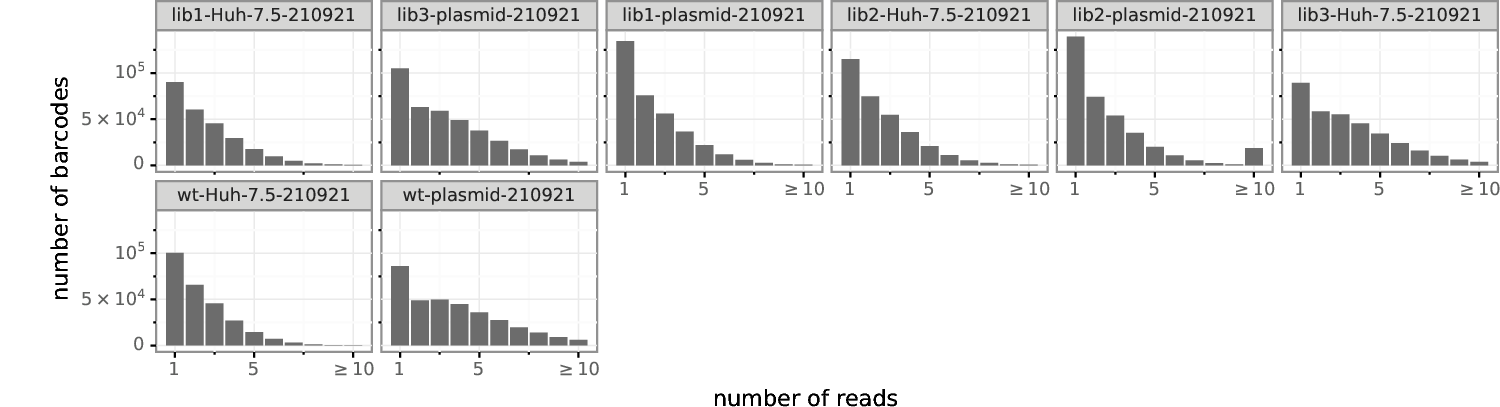 lib1-Huh-7.5-210921 lib3-plasmid-210921 lib1-plasmid-210921 lib2-Huh-7.5-210921 lib2-plasmid-210921 lib3-Huh-7.5-210921
10⁵
5 × 10⁴
0
1 5 ≥ 10 1 5 ≥ 10 1 5 ≥ 10 1 5 ≥ 10
wt-Huh-7.5-210921 wt-plasmid-210921
10⁵
5 × 10⁴
0
1 5 ≥ 10 1 5 ≥ 10
number of barcodes
number of reads